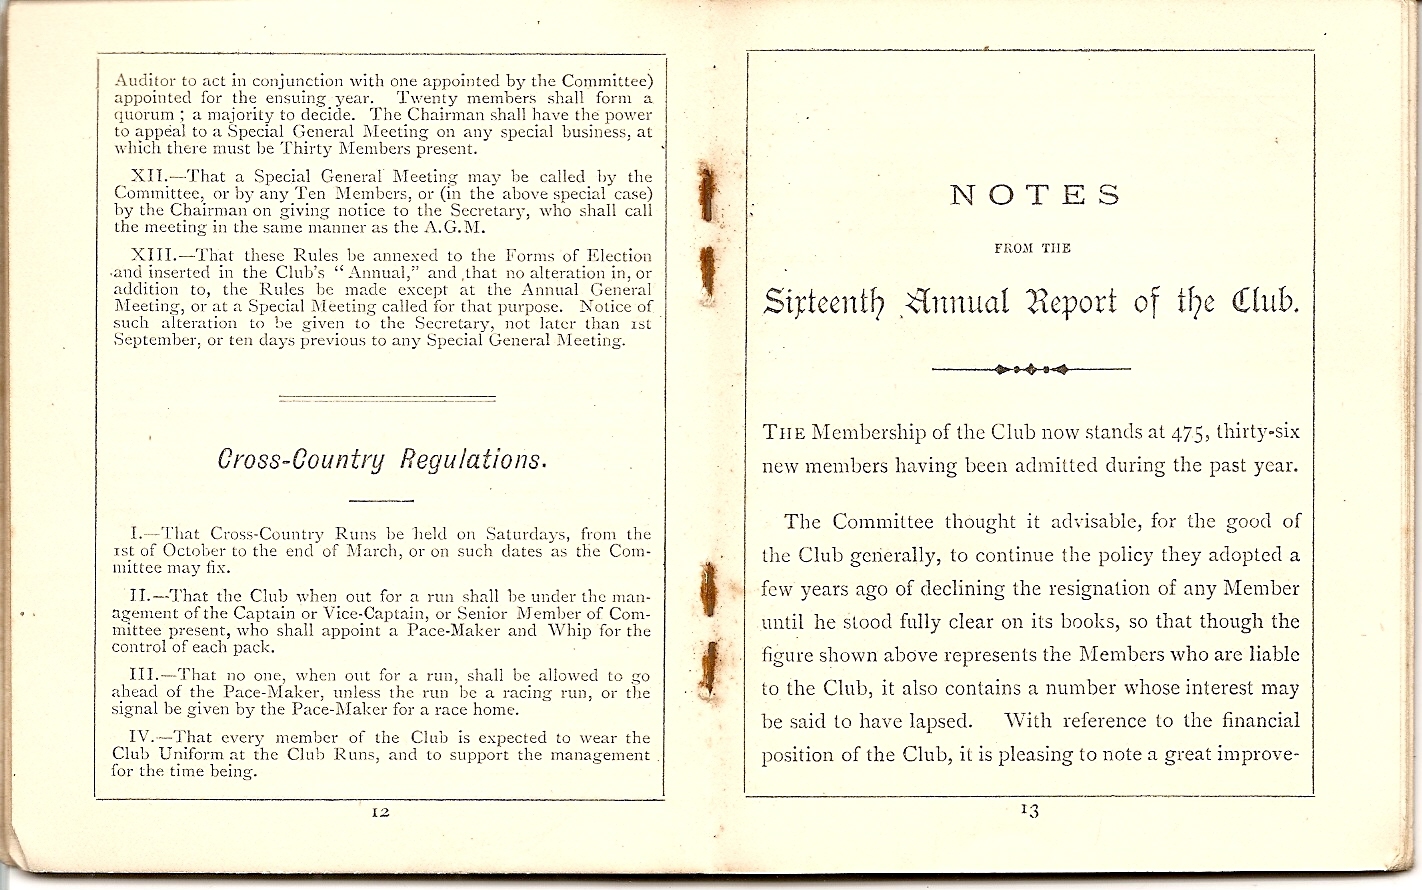 Auditor to act in conjunction with one appointed by the Committee)
appointed for the ensuing year. Twenty members shall form a
quorum ; a majority to decide. The Chairman shall have the power
to appeal to a Special General Meeting on any special business, at
which there must be Thirty Members present.
XII.—That a Special General Meeting may be called by the
Committee, or by any Ten Members, or (in the above special case)
by the Chairman on giving notice to the Secretary, who shall call
the meeting in the same manner as the A.G.M.
XIII.—That these Rules be annexed to the Forms of Election
and inserted in the Club's “Annual,” and that no alteration in, or
addition to, the Rules be made except at the Annual General
Meeting, or at a Special Meeting called for that purpose. Notice of
such alteration to be given to the Secretary, not later than 1st
September, or ten days previous to any Special General Meeting.
Cross-Country Regulations.
I.—That Cross-Country Runs be held on Saturdays, from the
1st of October to the end of March, or on such dates as the Com-
mittee may fix.
II.—That the Club when out for a run shall be under the man-
agement of the Captain or Vice-Captain, or Senior Member of Com-
mittee present, who shall appoint a Pace-Maker and Whip for the
control of each pack.
III.—That no one, when out for a run, shall be allowed to go
ahead of the Pace-Maker, unless the run be a racing run, or the
signal be given by the Pace-Maker for a race home.
IV.—That every member of the Club is expected to wear the
Club Uniform at the Club Runs, and to support the management
for the time being.
12
NOTES
FROM THE
Sixteenth Annual Report of the Club.
THE Membership of the Club now stands at 475, thirty-six
new members having been admitted during the past year.
The Committee thought it advisable, for the good of
the Club generally, to continue the policy they adopted a
few years ago of declining the resignation of any Member
until he stood fully clear on its books, so that though the
figure shown above represents the Members who are liable
to the Club, it also contains a number whose interest may
be said to have lapsed. With reference to the financial
position of the Club, it is pleasing to note a great improve-
13